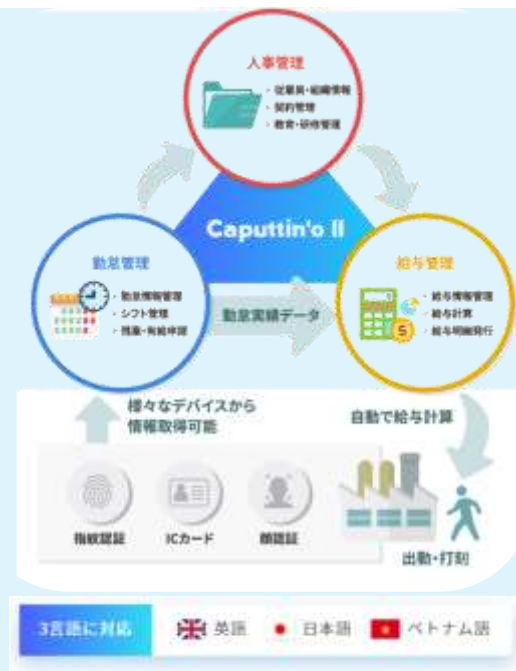 人事管理
・従業員・組織情報
・契約管理
・教育・研修管理
Caputtin'o II
勤怠管理
・勤怠情報管理
・シフト管理
・残業・有給申請
勤怠実績データ
給与管理
・給与情報管理
・給与計算
・給与明細発行
様々なデバイスから
情報取得可能
自動で給与計算
指紋認証
ICカード
顔認証
出勤・打刻
3言語に対応
英語
日本語
ベトナム語